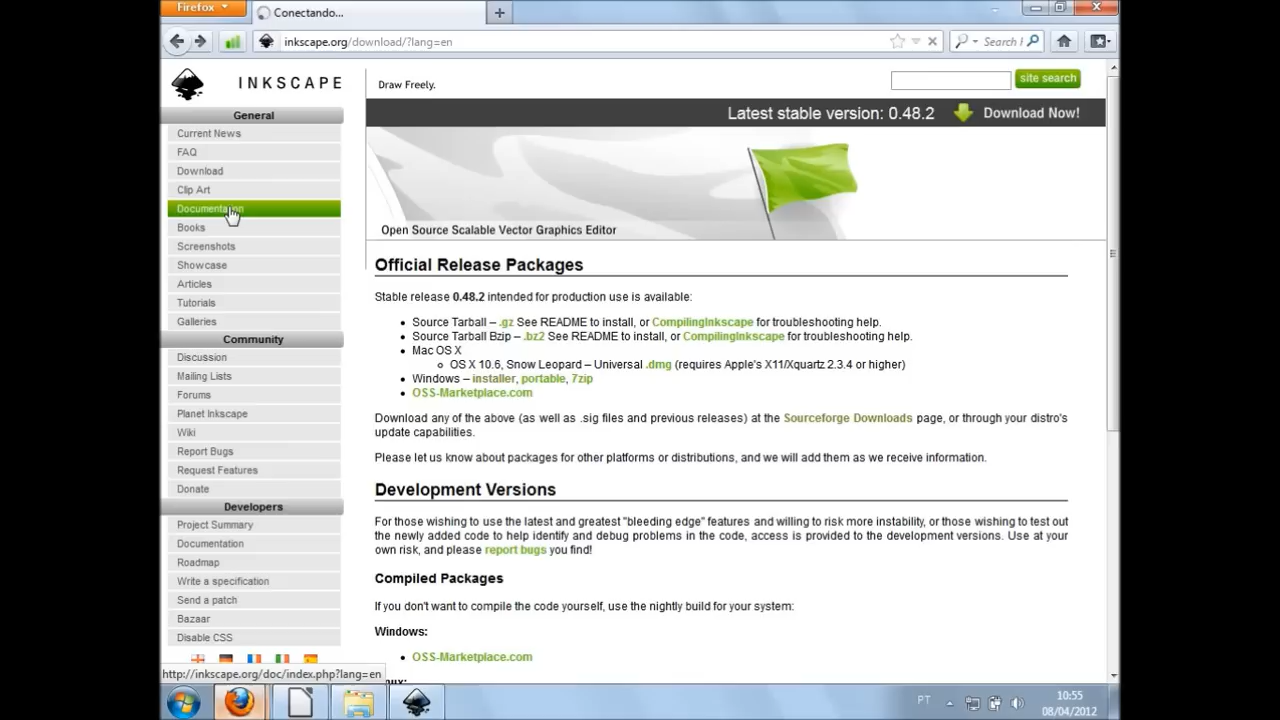 Firefox
Conectando...
inkscape.org/download/?lang=en
Search
INKSCAPE
Draw Freely.
site search
Latest stable version: 0.48.2
Download Now!
Open Source Scalable Vector Graphics Editor
General
Current News
FAQ
Download
Clip Art
Documentation
Books
Screenshots
Showcase
Articles
Tutorials
Galleries
Community
Discussion
Mailing Lists
Forums
Planet Inkscape
Wiki
Report Bugs
Request Features
Donate
Developers
Project Summary
Documentation
Roadmap
Write a specification
Send a patch
Bazaar
Disable CSS
Official Release Packages
Stable release 0.48.2 intended for production use is available:
Source Tarball – .gz See README to install, or CompilingInkscape for troubleshooting help.
Source Tarball Bzip – .bz2 See README to install, or CompilingInkscape for troubleshooting help.
Mac OS X
OS X 10.6, Snow Leopard – Universal .dmg (requires Apple's X11/Xquartz 2.3.4 or higher)
Windows – installer, portable, 7zip
OSS-Marketplace.com
Download any of the above (as well as .sig files and previous releases) at the Sourceforge Downloads page, or through your distro's
update capabilities.
Please let us know about packages for other platforms or distributions, and we will add them as we receive information.
Development Versions
For those wishing to use the latest and greatest "bleeding edge" features and willing to risk more instability, or those wishing to test out
the newly added code to help identify and debug problems in the code, access is provided to the development versions. Use at your
own risk, and please report bugs you find!
Compiled Packages
If you don't want to compile the code yourself, use the nightly build for your system:
Windows:
OSS-Marketplace.com
http://inkscape.org/doc/index.php?lang=en
PT
10:55
08/04/2012